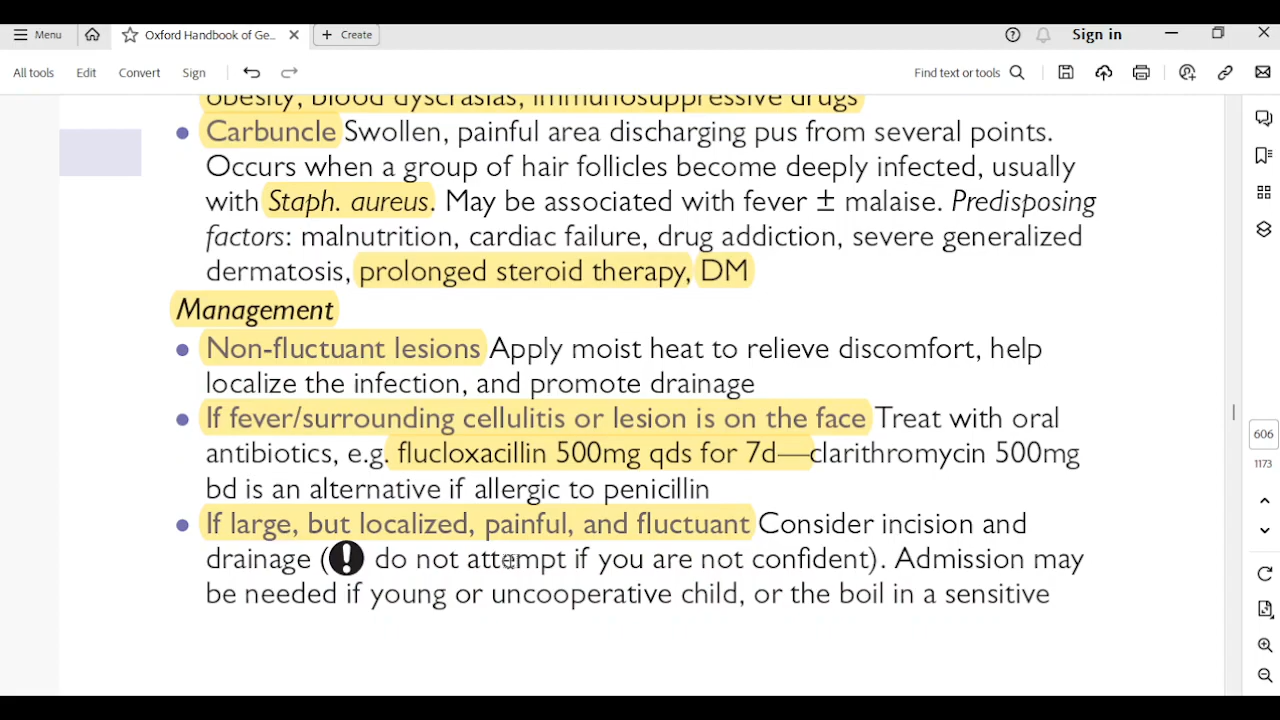 Menu
Oxford Handbook of Ge...
Create
Sign in
All tools
Edit
Convert
Sign
Find text or tools
obesity, blood dyscrasias, immunosuppressive drugs
• Carbuncle Swollen, painful area discharging pus from several points.
Occurs when a group of hair follicles become deeply infected, usually
with Staph. aureus. May be associated with fever ± malaise. Predisposing
factors: malnutrition, cardiac failure, drug addiction, severe generalized
dermatosis, prolonged steroid therapy, DM
Management
• Non-fluctuant lesions Apply moist heat to relieve discomfort, help
localize the infection, and promote drainage
• If fever/surrounding cellulitis or lesion is on the face Treat with oral
antibiotics, e.g. flucloxacillin 500mg qds for 7d—clarithromycin 500mg
bd is an alternative if allergic to penicillin
• If large, but localized, painful, and fluctuant Consider incision and
drainage (! do not attempt if you are not confident). Admission may
be needed if young or uncooperative child, or the boil in a sensitive
606
1173